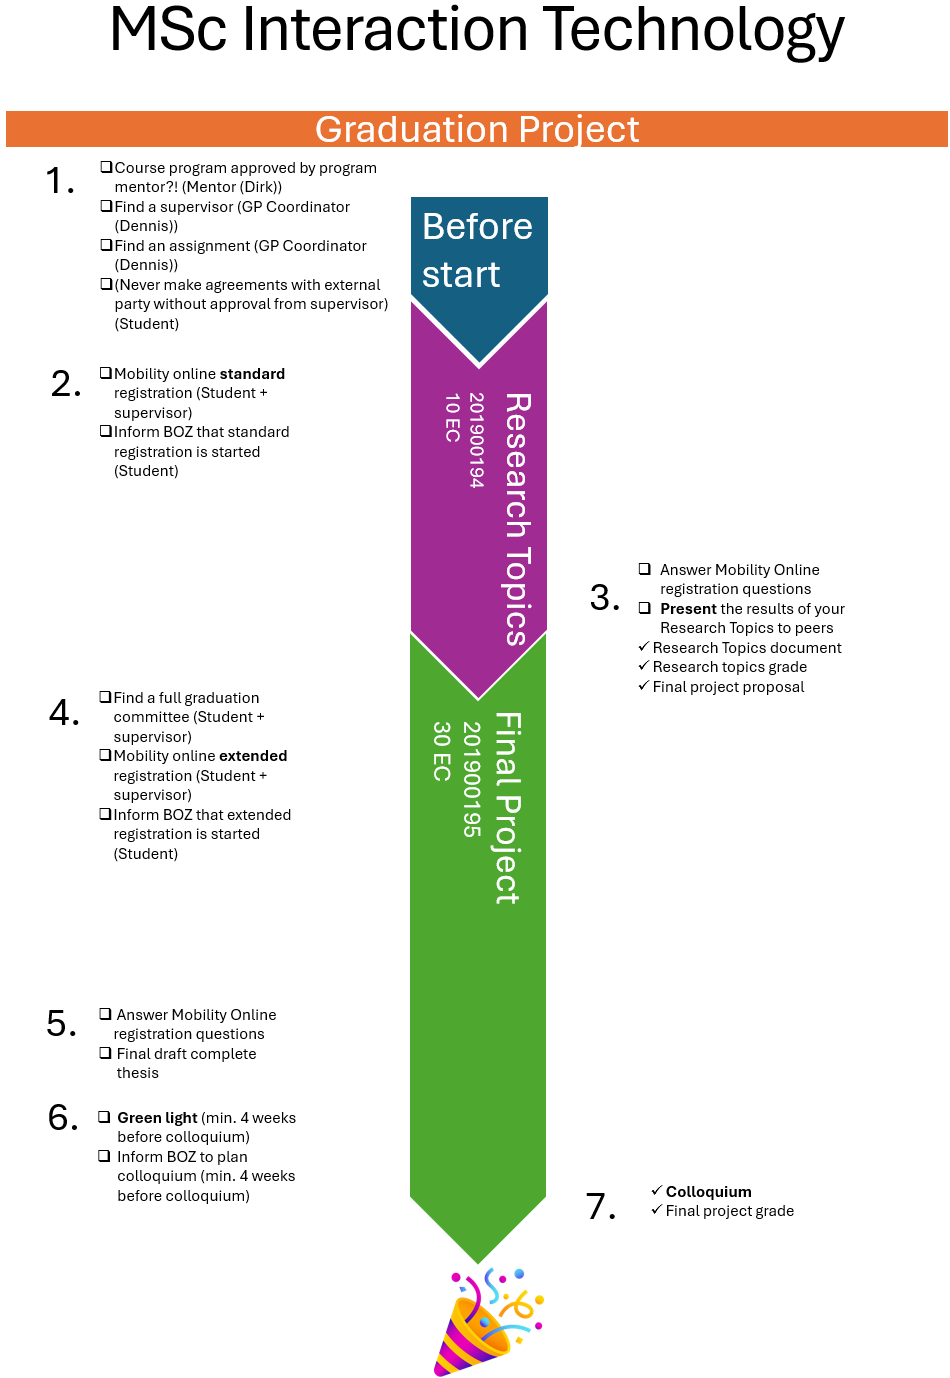 MSc Interaction Technology
Graduation Project
1.
❑Course program approved by program
mentor?! (Mentor (Dirk))
❑Find a supervisor (GP Coordinator
(Dennis))
❑Find an assignment (GP Coordinator
(Dennis))
❑(Never make agreements with external
party without approval from supervisor)
(Student)
Before
start
2.
❑Mobility online standard
registration (Student +
supervisor)
❑Inform BOZ that standard
registration is started
(Student)
Research Topics
201900194
10 EC
3.
❑ Answer Mobility Online
registration questions
❑ Present the results of your
Research Topics to peers
✓Research Topics document
✓Research topics grade
✓Final project proposal
4.
❑Find a full graduation
committee (Student +
supervisor)
❑Mobility online extended
registration (Student +
supervisor)
❑Inform BOZ that extended
registration is started
(Student)
Final Project
201900195
30 EC
5.
❑ Answer Mobility Online
registration questions
❑ Final draft complete
thesis
6.
❑ Green light (min. 4 weeks
before colloquium)
❑ Inform BOZ to plan
colloquium (min. 4 weeks
before colloquium)
7.
✓Colloquium
✓Final project grade